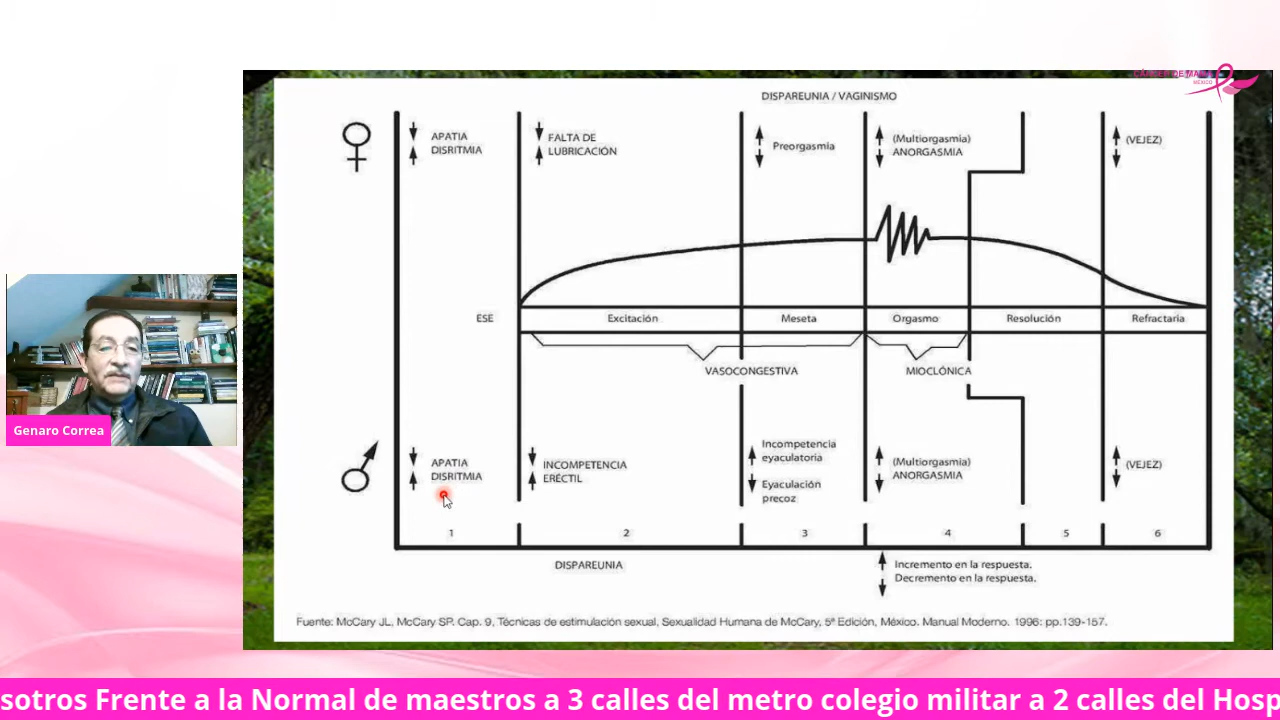 CÁNCER DE MAMA
MÉXICO
DISPAREUNIA / VAGINISMO
APATIA
DISRITMIA
FALTA DE
LUBRICACIÓN
Preorgasmia
(Multiorgasmia)
ANORGASMIA
(VEJEZ)
ESE
Excitación
Meseta
Orgasmo
Resolución
Refractaria
VASOCONGESTIVA
MIOCLÓNICA
APATIA
DISRITMIA
INCOMPETENCIA
ERÉCTIL
Incompetencia
eyaculatoria
Eyaculación
precoz
(Multiorgasmia)
ANORGASMIA
(VEJEZ)
1 2 3 4 5 6
DISPAREUNIA
Incremento en la respuesta.
Decremento en la respuesta.
Fuente: McCary JL, McCary SP. Cap. 9, Técnicas de estimulación sexual, Sexualidad Humana de McCary, 5ª Edición, México. Manual Moderno. 1996: pp.139-157.
Genaro Correa
sotros Frente a la Normal de maestros a 3 calles del metro colegio militar a 2 calles del Hosp